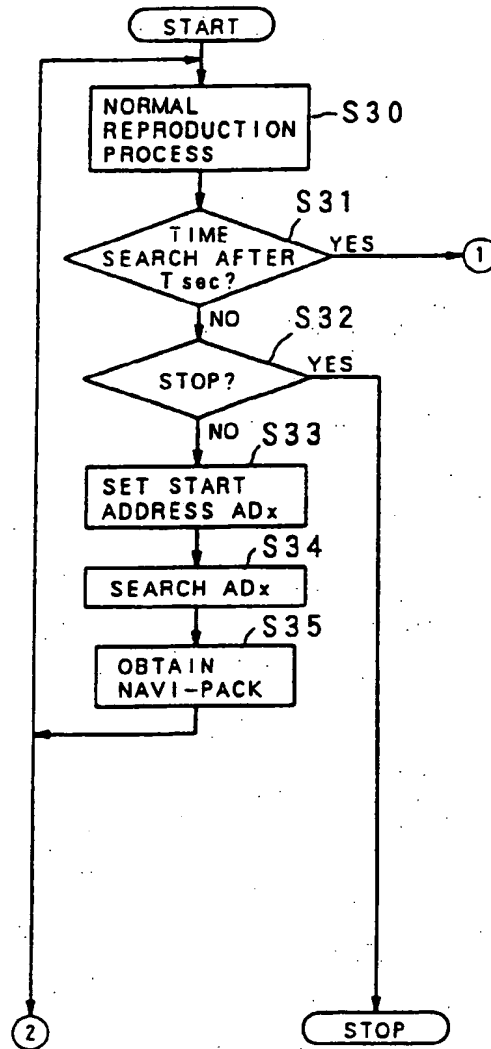 START
NORMAL
REPRODUCTION
PROCESS
S30
S31
TIME
SEARCH AFTER
Tsec?
YES
1
NO
S32
STOP?
YES
NO
S33
SET START
ADDRESS ADx
S34
SEARCH ADx
S35
OBTAIN
NAVI-PACK
2
STOP